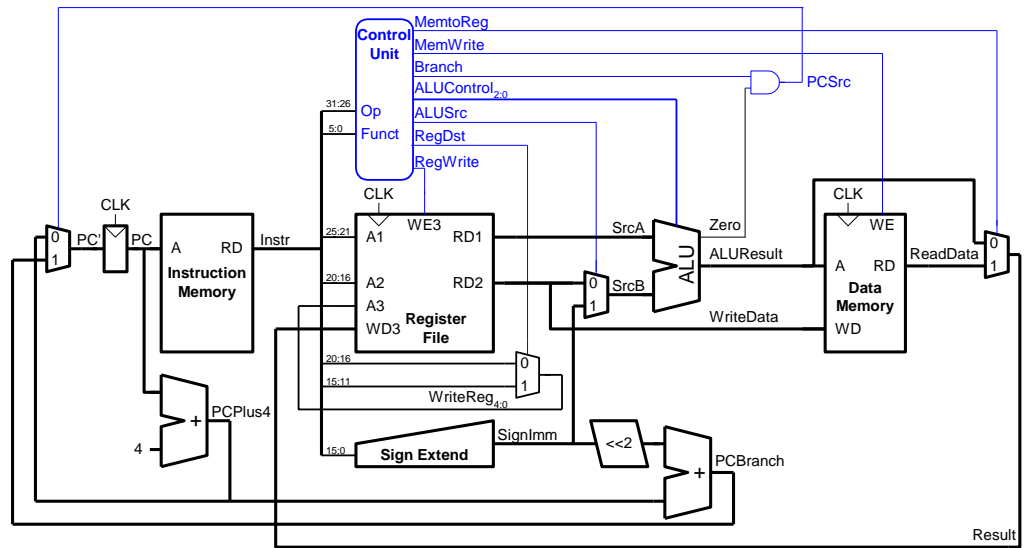 MemtoReg
Control Unit
MemWrite
Branch
PCSrc
ALUControl2:0
31:26
Op
ALUSrc
5:0
Funct
RegDst
RegWrite
CLK
CLK
CLK
0
1
PC'
PC
A
RD
Instruction Memory
Instr
25:21
A1
WE3
RD1
SrcA
Zero
WE
0
1
20:16
A2
RD2
0
1
SrcB
ALU
ALUResult
A
RD
ReadData
Data Memory
A3
WD3
Register File
WriteData
WD
20:16
0
15:11
1
WriteReg4:0
PCPlus4
+
4
SignImm
15:0
Sign Extend
<<2
+
PCBranch
Result